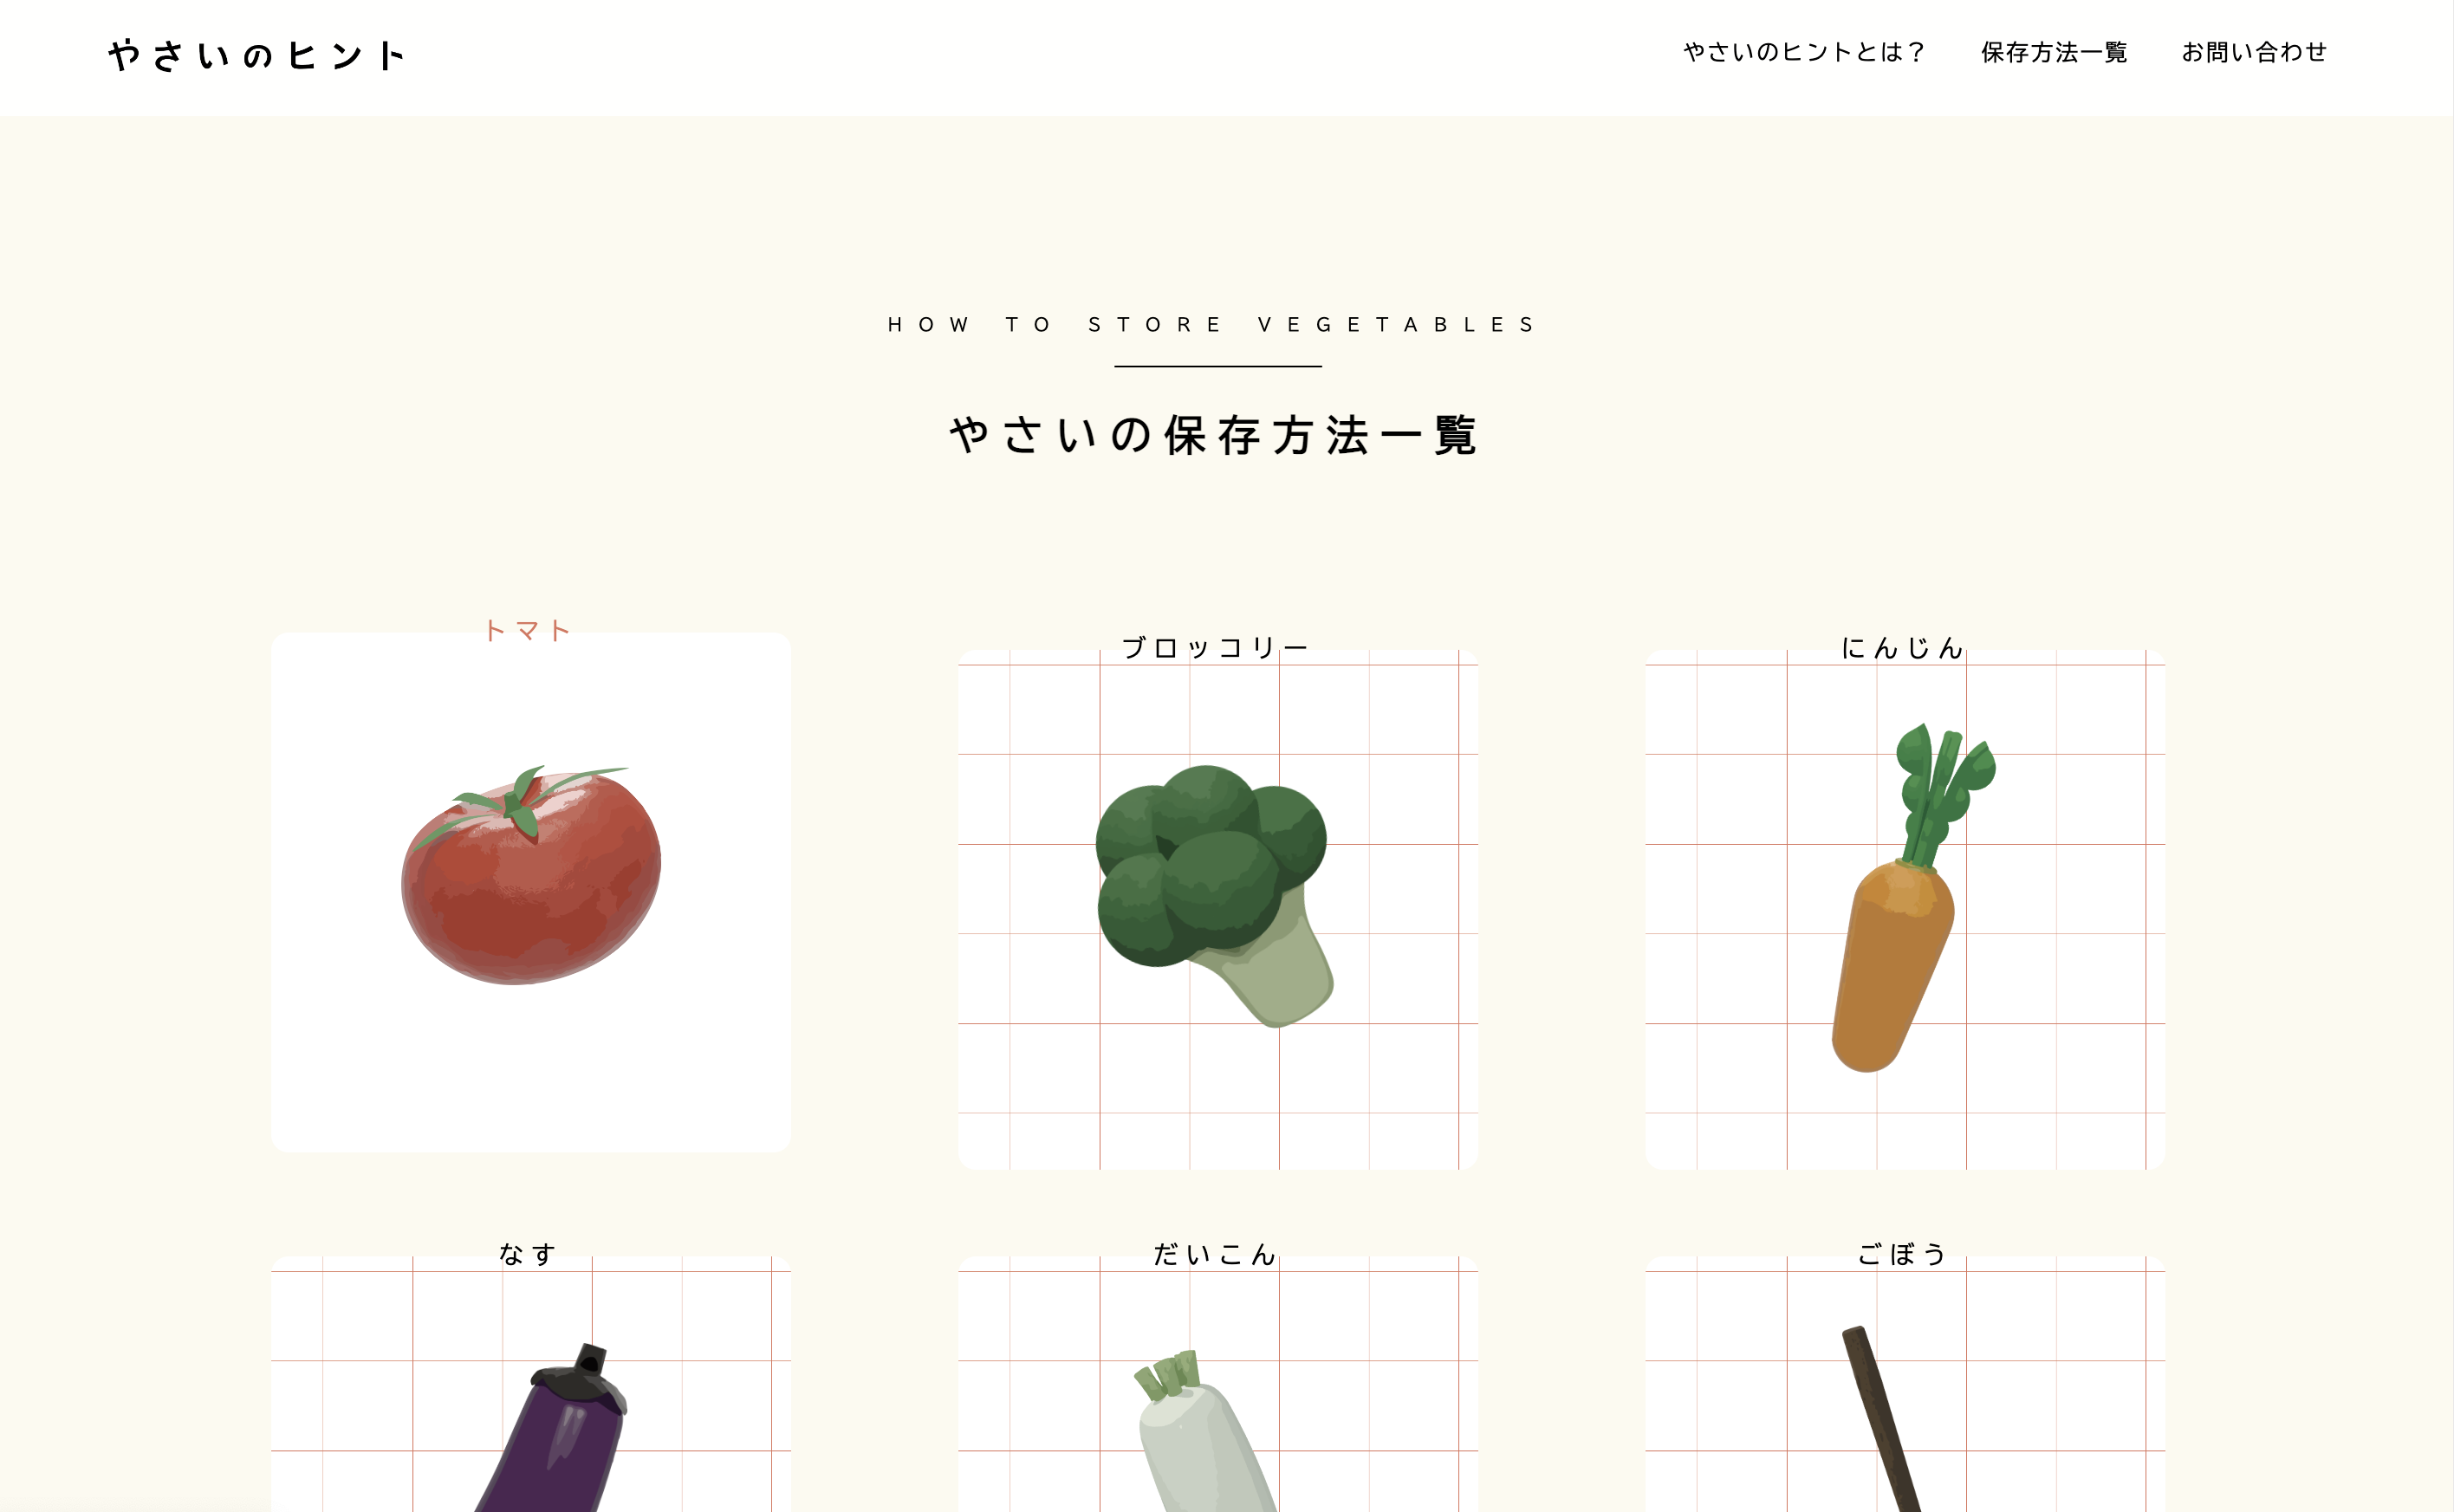 やさいのヒント
やさいのヒントとは？ 保存方法一覧 お問い合わせ
HOW TO STORE VEGETABLES
やさいの保存方法一覧
トマト
ブロッコリー
にんじん
なす
だいこん
ごぼう